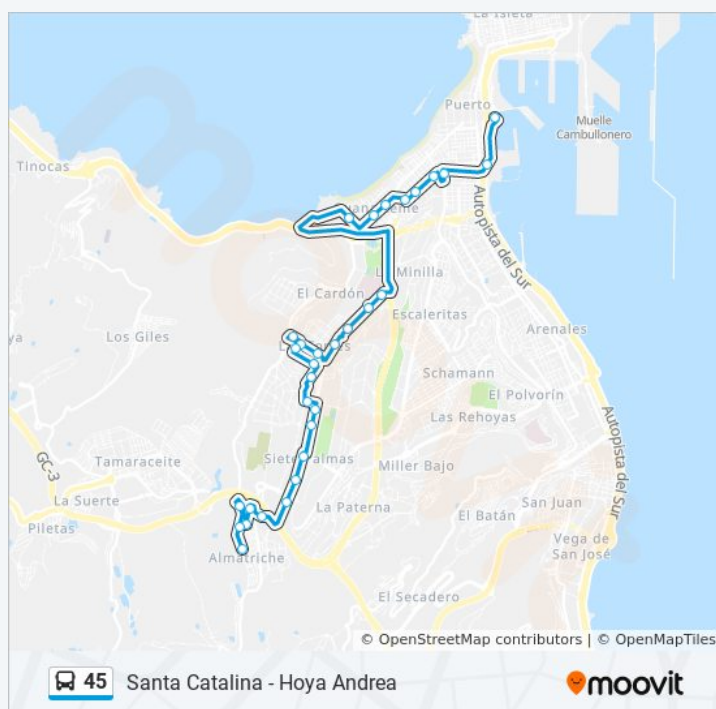 La Isleta
Puerto
Muelle
Cambullonero
Tinocas
Autopista del Sur
La Minilla
El Cardón
Los Giles
Escaleritas
Arenales
Schamann
El Polvorín
Las Rehoyas
Siete Palmas
Miller Bajo
Autopista del Sur
Tamaraceite
GC-3
La Suerte
La Paterna
San Juan
El Batán
Piletas
Vega de
San José
Almatriche
El Secadero
© OpenStreetMap contributors | © OpenMapTiles
45 Santa Catalina - Hoya Andrea
moovit